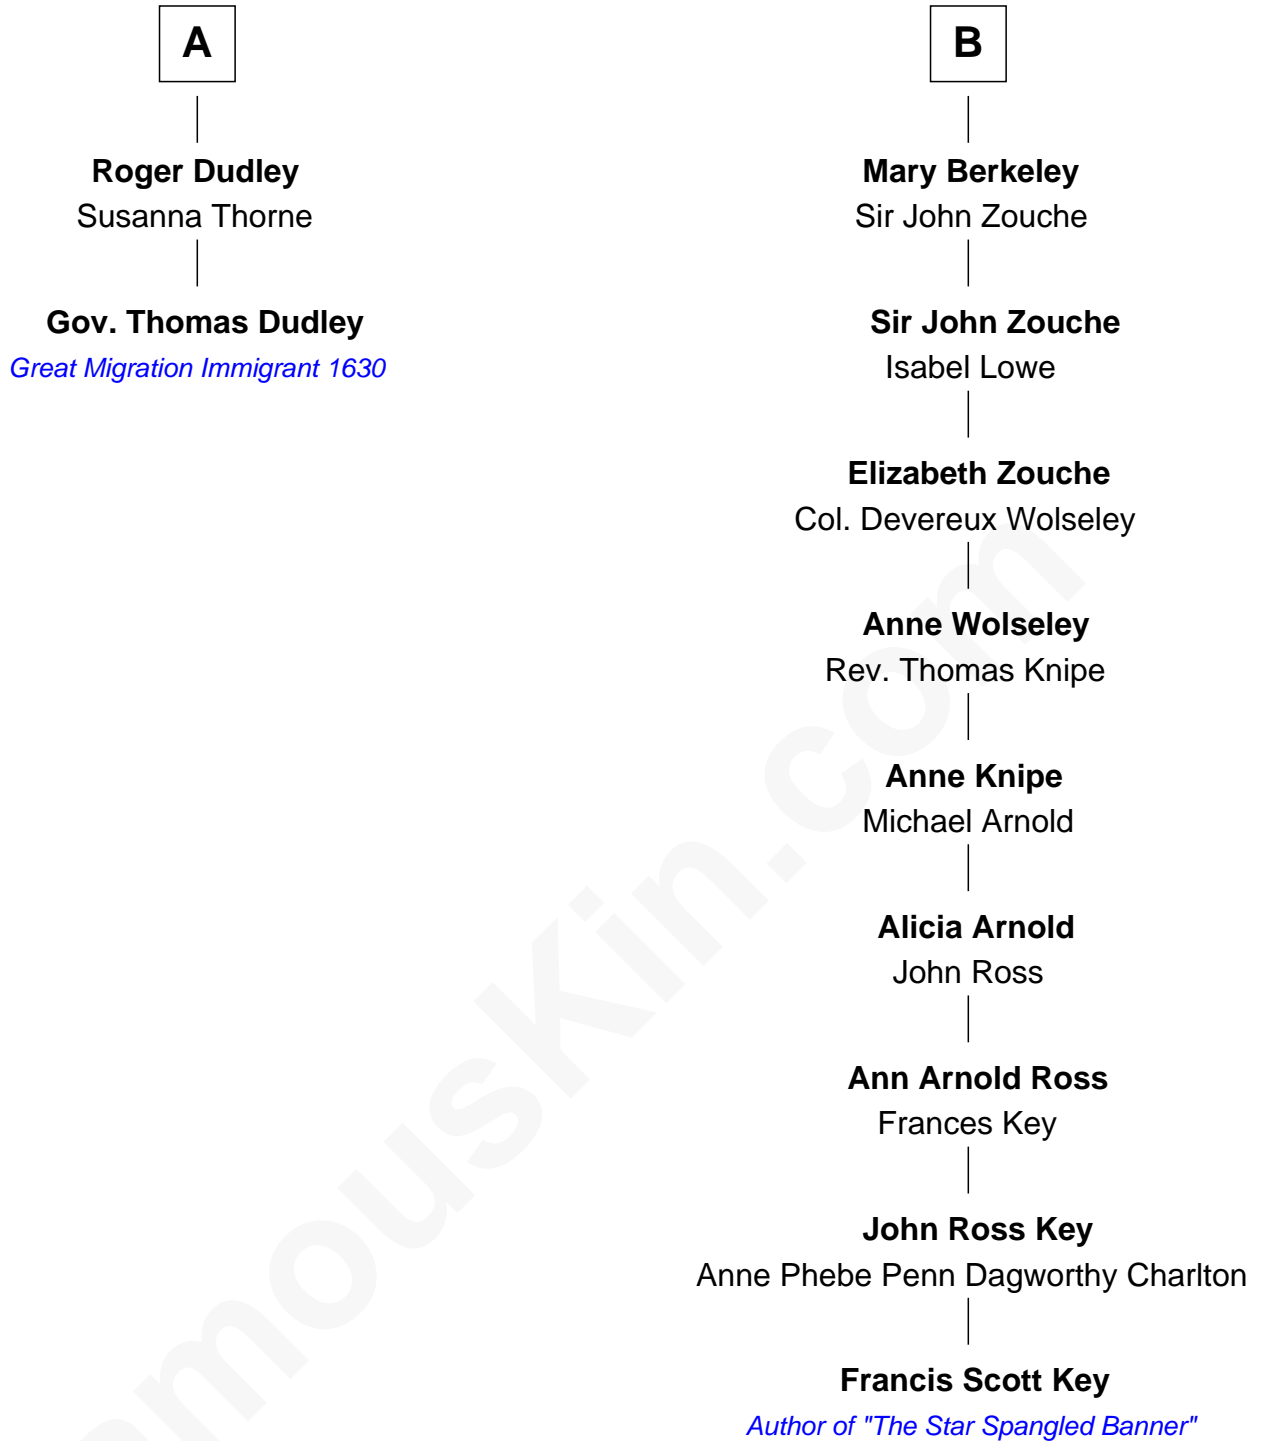 A
Roger Dudley
Susanna Thorne
Gov. Thomas Dudley
Great Migration Immigrant 1630
B
Mary Berkeley
Sir John Zouche
Sir John Zouche
Isabel Lowe
Elizabeth Zouche
Col. Devereux Wolseley
Anne Wolseley
Rev. Thomas Knipe
Anne Knipe
Michael Arnold
Alicia Arnold
John Ross
Ann Arnold Ross
Frances Key
John Ross Key
Anne Phebe Penn Dagworthy Charlton
Francis Scott Key
Author of "The Star Spangled Banner"
amouskin.com